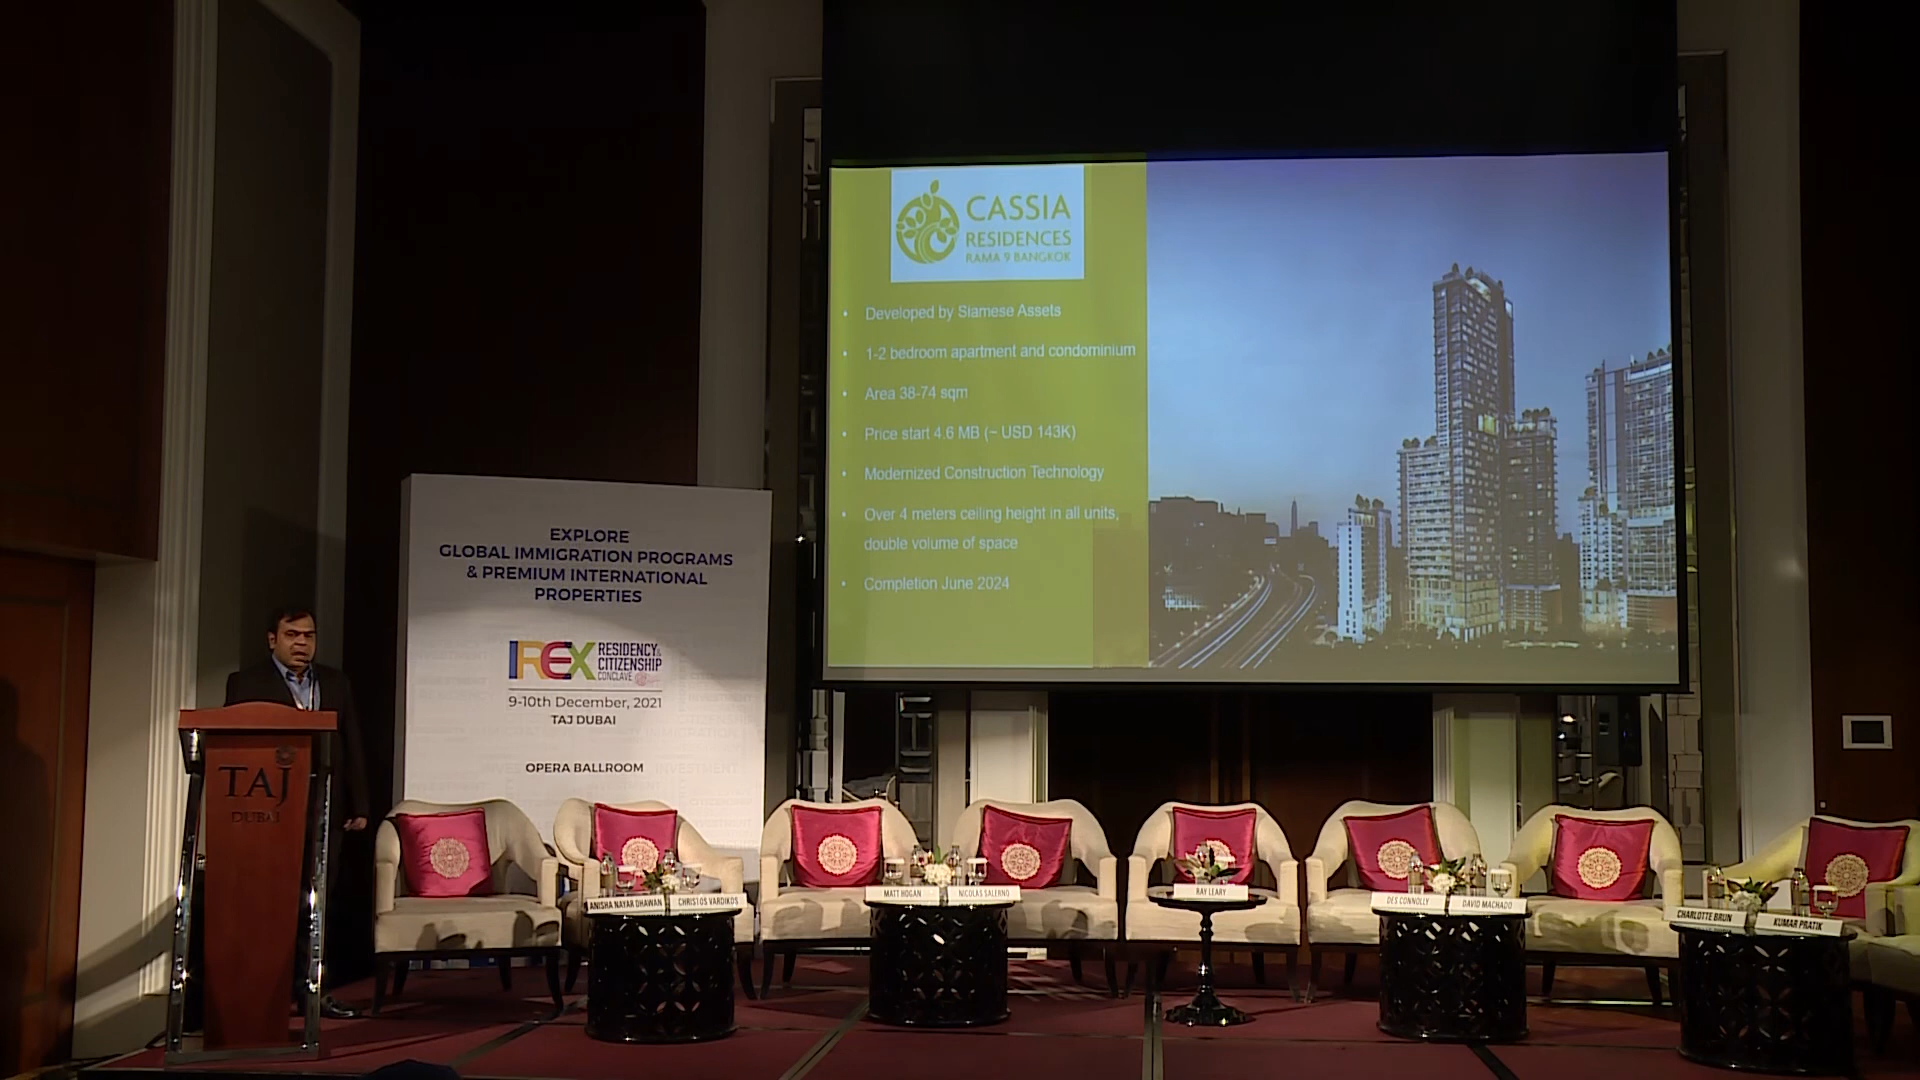 CASSIA
RESIDENCES
RAMA 9 BANGKOK
• Developed by Siamese Assets
• 1-2 bedroom apartment and condominium
• Area 38-74 sqm
• Price start 4.6 MB (~ USD 143K)
• Modernized Construction Technology
• Over 4 meters ceiling height in all units,
double volume of space
• Completion June 2024
EXPLORE
GLOBAL IMMIGRATION PROGRAMS
& PREMIUM INTERNATIONAL
PROPERTIES
IREX RESIDENCY &
CITIZENSHIP
CONCLAVE
9-10th December, 2021
TAJ DUBAI
OPERA BALLROOM
TAJ
DUBAI
ANISHA NAYAR DHAWAN
CHRISTOS VARDIKOS
MATT HOGAN
NICOLAS SALERNO
RAY LEARY
DES CONNOLLY
DAVID MACHADO
CHARLOTTE BRUN
KUMAR PRATIK